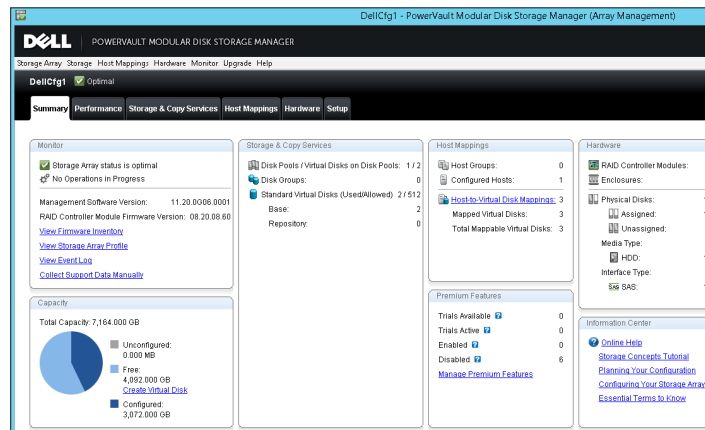 DellCfg1 - PowerVault Modular Disk Storage Manager (Array Management)
DELL | POWERVAULT MODULAR DISK STORAGE MANAGER
Storage Array Storage Host Mappings Hardware Monitor Upgrade Help
DellCfg1 Optimal
Summary Performance Storage & Copy Services Host Mappings Hardware Setup
Monitor
Storage Array status is optimal
No Operations in Progress
Management Software Version: 11.20.0G06.0001
RAID Controller Module Firmware Version: 08.20.08.60
View Firmware Inventory
View Storage Array Profile
View Event Log
Collect Support Data Manually
Capacity
Total Capacity: 7,164.000 GB
Unconfigured:
0.000 MB
Free:
4,092.000 GB
Create Virtual Disk
Configured:
3,072.000 GB
Storage & Copy Services
Disk Pools / Virtual Disks on Disk Pools: 1 / 2
Disk Groups: 0
Standard Virtual Disks (Used/Allowed) 2 / 512
Base: 2
Repository: 0
Host Mappings
Host Groups: 0
Configured Hosts: 1
Host-to-Virtual Disk Mappings: 3
Mapped Virtual Disks: 3
Total Mappable Virtual Disks: 3
Premium Features
Trials Available 0
Trials Active 0
Enabled 0
Disabled 6
Manage Premium Features
Hardware
RAID Controller Modules:
Enclosures:
Physical Disks:
Assigned:
Unassigned:
Media Type:
HDD:
Interface Type:
SAS SAS:
Information Center
Online Help
Storage Concepts Tutorial
Planning Your Configuration
Configuring Your Storage Array
Essential Terms to Know